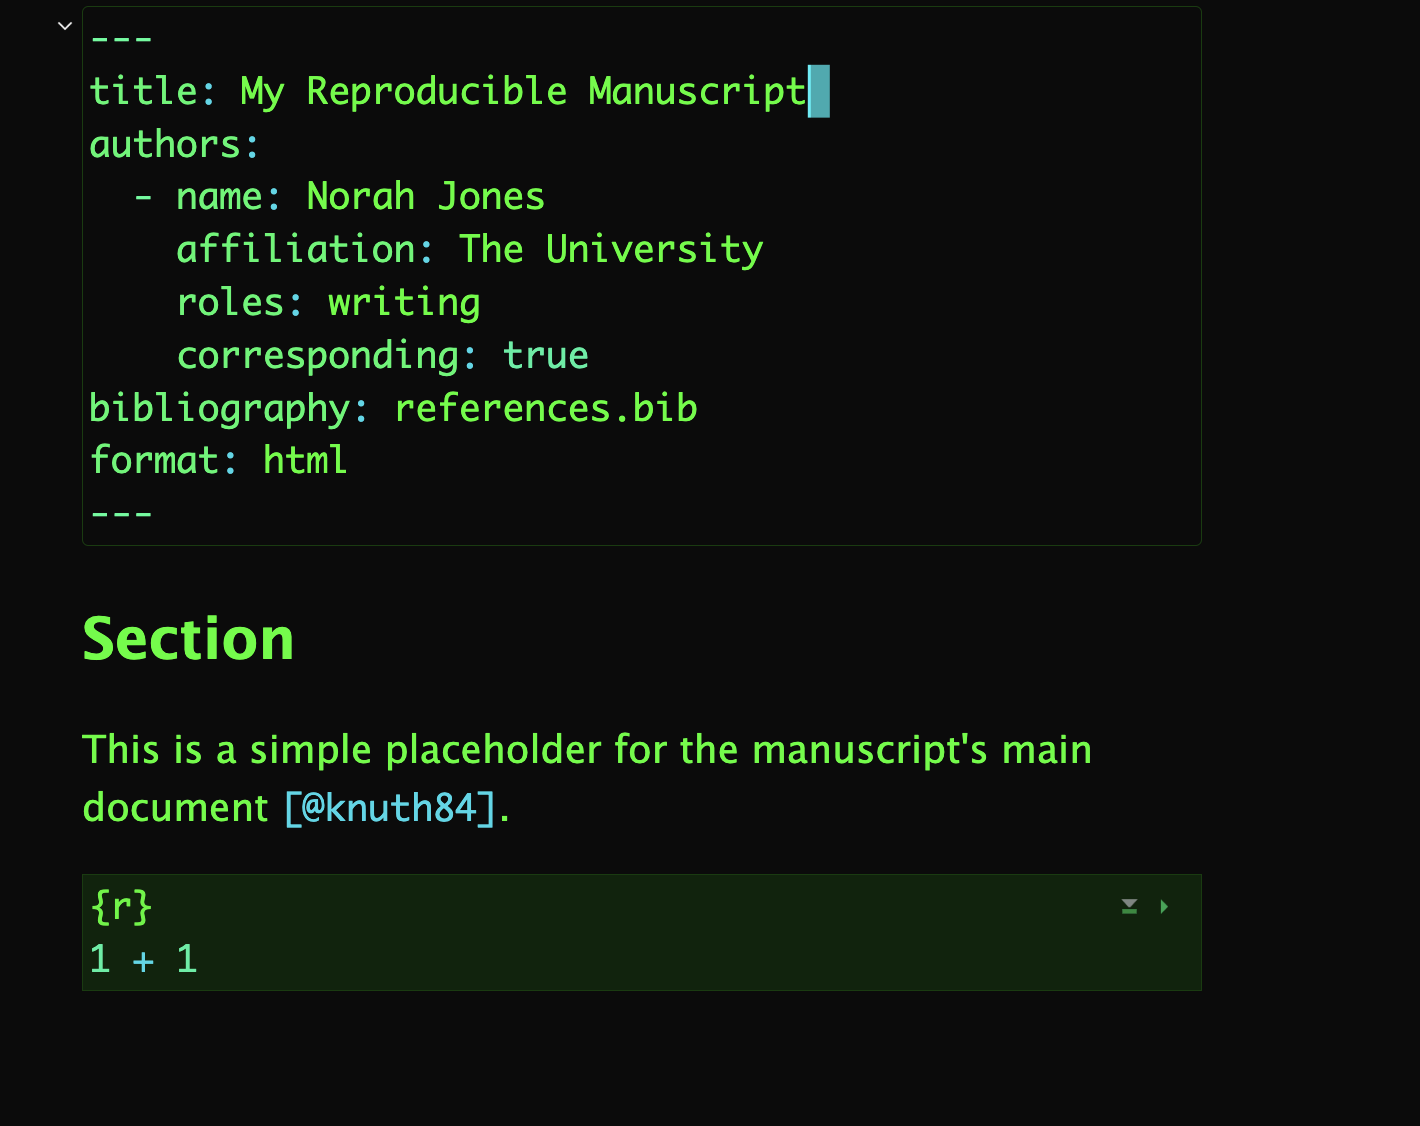 ---
title: My Reproducible Manuscript
authors:
  - name: Norah Jones
    affiliation: The University
    roles: writing
    corresponding: true
bibliography: references.bib
format: html
---
Section
This is a simple placeholder for the manuscript's main
document [@knuth84].
{r}
1 + 1